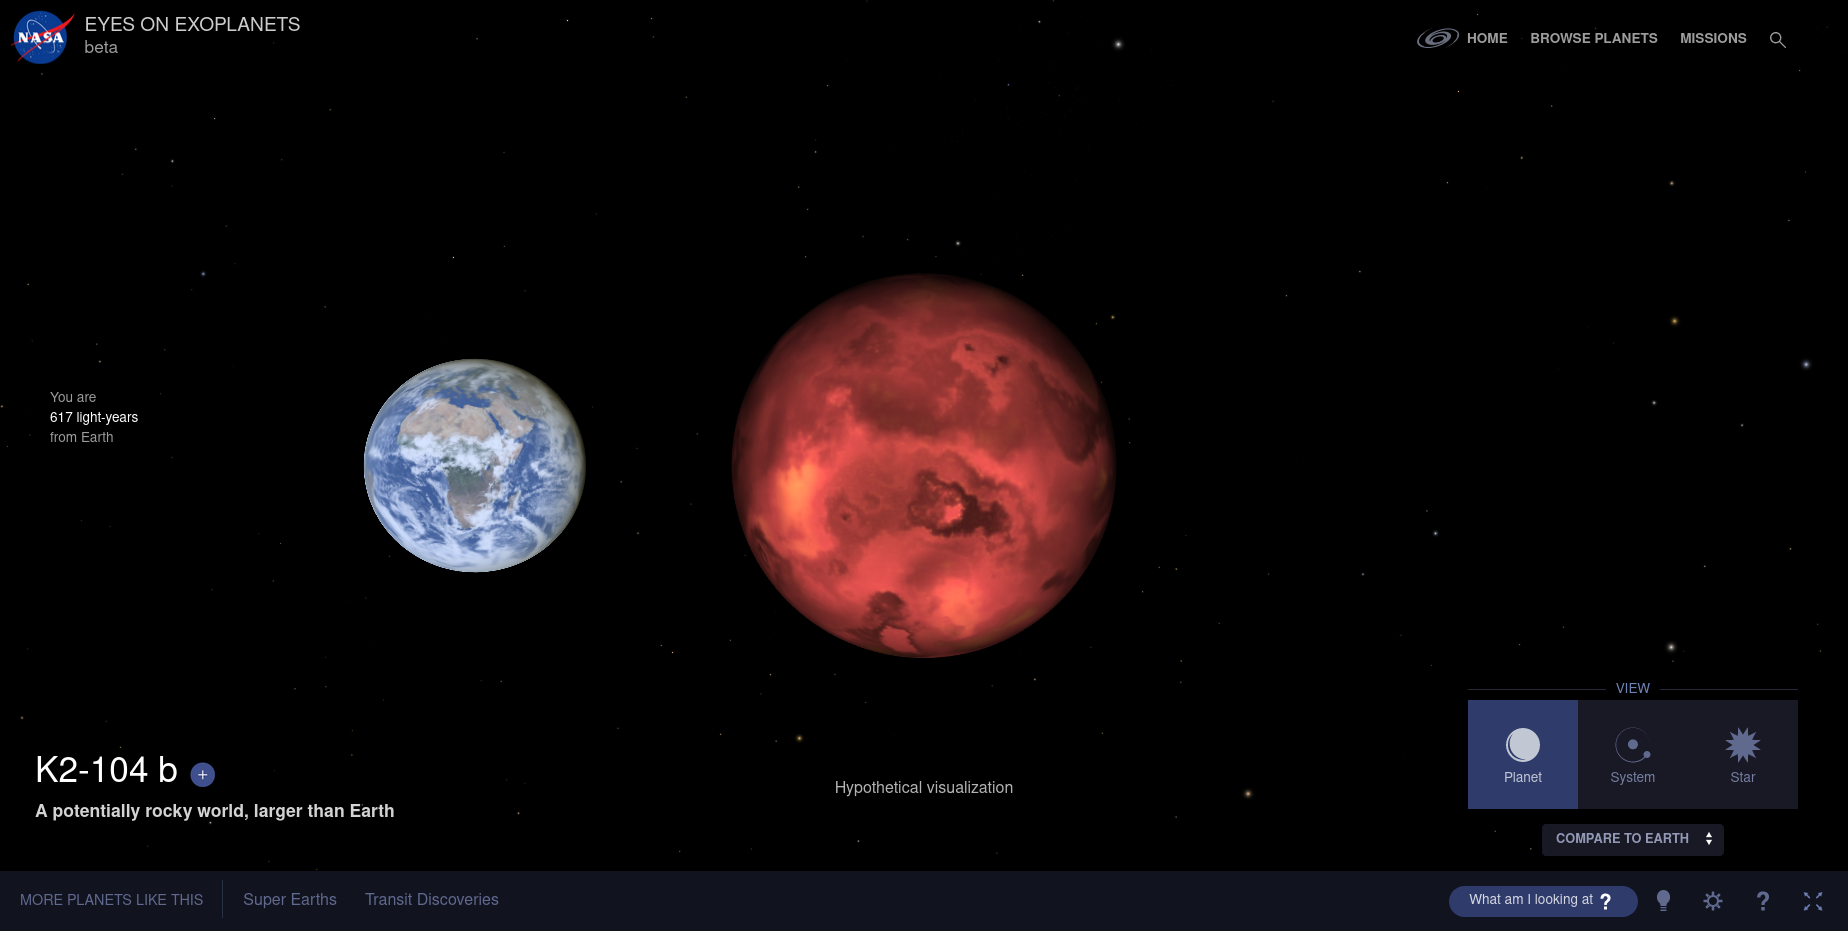 NASA
EYES ON EXOPLANETS
beta
HOME
BROWSE PLANETS
MISSIONS
You are
617 light-years
from Earth
VIEW
Planet
System
Star
K2-104 b +
A potentially rocky world, larger than Earth
Hypothetical visualization
COMPARE TO EARTH
MORE PLANETS LIKE THIS
Super Earths
Transit Discoveries
What am I looking at ?
?